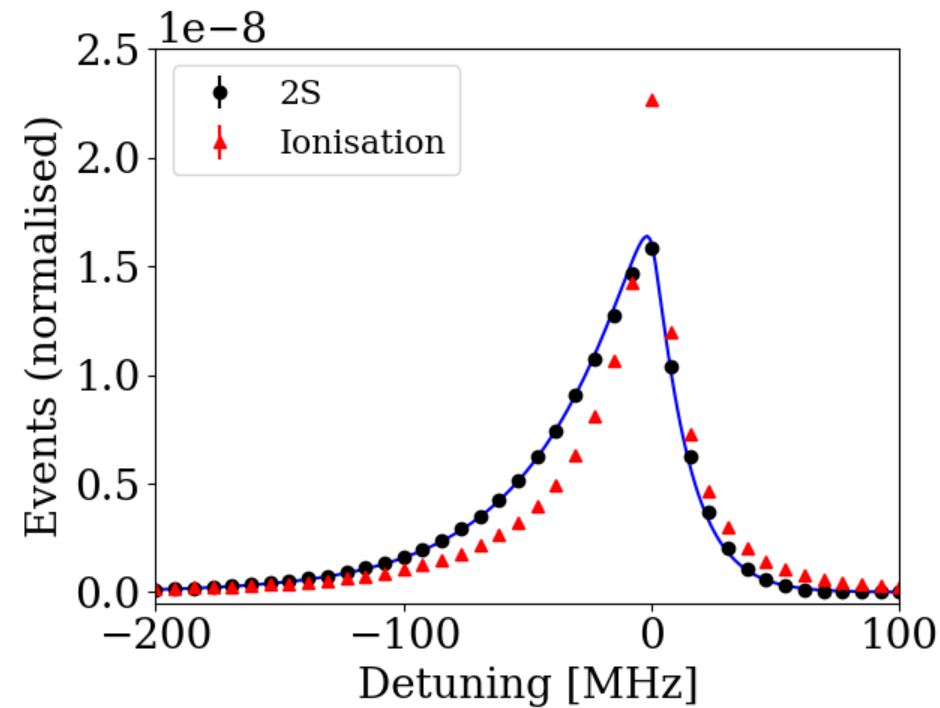 1e−8
2.5
2.0
1.5
1.0
0.5
0.0
Events (normalised)
2S
Ionisation
−200
−100
0
100
Detuning [MHz]